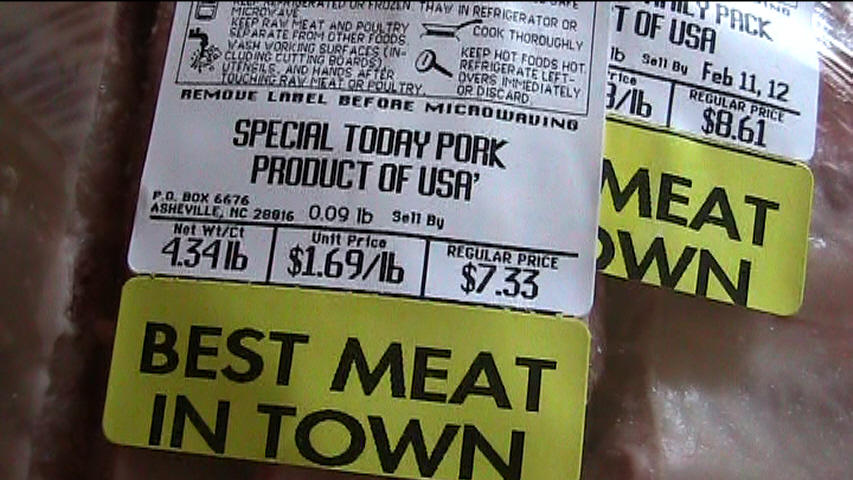 REFRIGERATED OR FROZEN. THAW IN REFRIGERATOR OR
MICROWAVE.
KEEP RAW MEAT AND POULTRY
SEPARATE FROM OTHER FOODS.
WASH WORKING SURFACES (IN-
CLUDING CUTTING BOARDS),
UTENSILS, AND HANDS AFTER
TOUCHING RAW MEAT OR POULTRY.
COOK THOROUGHLY
KEEP HOT FOODS HOT.
REFRIGERATE LEFT-
OVERS IMMEDIATELY
OR DISCARD.
REMOVE LABEL BEFORE MICROWAVING
SPECIAL TODAY PORK
PRODUCT OF USA'
P.O. BOX 6676
ASHEVILLE, NC 28816 0.09 lb Sell By
Net Wt/Ct Unit Price REGULAR PRICE
4.34 lb $1.69/lb $7.33
BEST MEAT
IN TOWN
FAMILY PACK
T OF USA'
lb Sell By Feb 11, 12
rice REGULAR PRICE
9/lb $8.61
MEAT
OWN